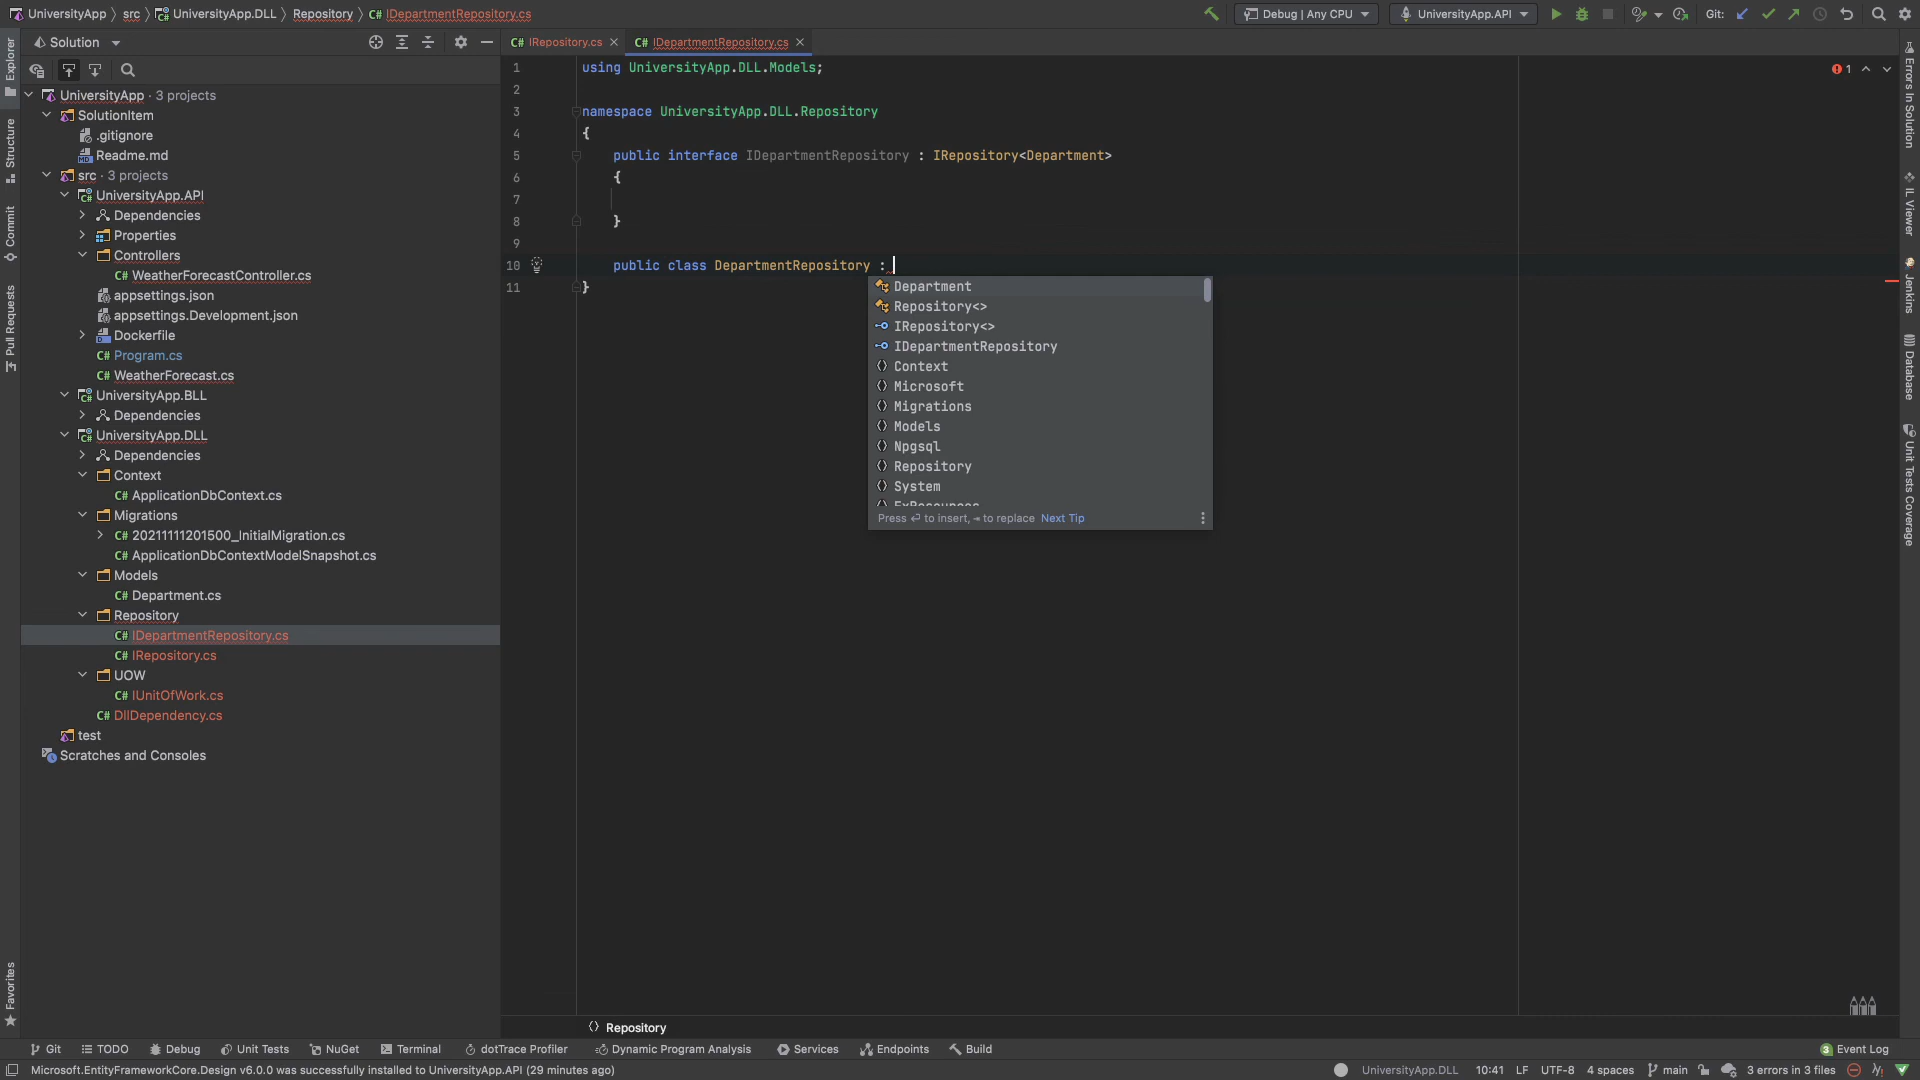 UniversityApp 〉 src 〉 UniversityApp.DLL 〉 Repository 〉 C# IDepartmentRepository.cs
Debug | Any CPU
UniversityApp.API
Git:
Solution
C# IRepository.cs
C# IDepartmentRepository.cs
UniversityApp · 3 projects
SolutionItem
.gitignore
Readme.md
src · 3 projects
UniversityApp.API
Dependencies
Properties
Controllers
C# WeatherForecastController.cs
appsettings.json
appsettings.Development.json
Dockerfile
C# Program.cs
C# WeatherForecast.cs
UniversityApp.BLL
Dependencies
UniversityApp.DLL
Dependencies
Context
C# ApplicationDbContext.cs
Migrations
C# 20211111201500_InitialMigration.cs
C# ApplicationDbContextModelSnapshot.cs
Models
C# Department.cs
Repository
C# IDepartmentRepository.cs
C# IRepository.cs
UOW
C# IUnitOfWork.cs
C# DllDependency.cs
test
Scratches and Consoles
Explorer
Structure
Commit
Pull Requests
Favorites
1 using UniversityApp.DLL.Models;
2
3 namespace UniversityApp.DLL.Repository
4 {
5 public interface IDepartmentRepository : IRepository<Department>
6 {
7
8 }
9
10 public class DepartmentRepository :
11 }
1
Department
Repository<>
IRepository<>
IDepartmentRepository
Context
Microsoft
Migrations
Models
Npgsql
Repository
System
FxResources
Press ⏎ to insert, ⇥ to replace Next Tip
Errors In Solution
IL Viewer
Jenkins
Database
Unit Tests Coverage
Repository
Git
TODO
Debug
Unit Tests
NuGet
Terminal
dotTrace Profiler
Dynamic Program Analysis
Services
Endpoints
Build
3 Event Log
Microsoft.EntityFrameworkCore.Design v6.0.0 was successfully installed to UniversityApp.API (29 minutes ago)
UniversityApp.DLL
10:41
LF
UTF-8
4 spaces
main
3 errors in 3 files